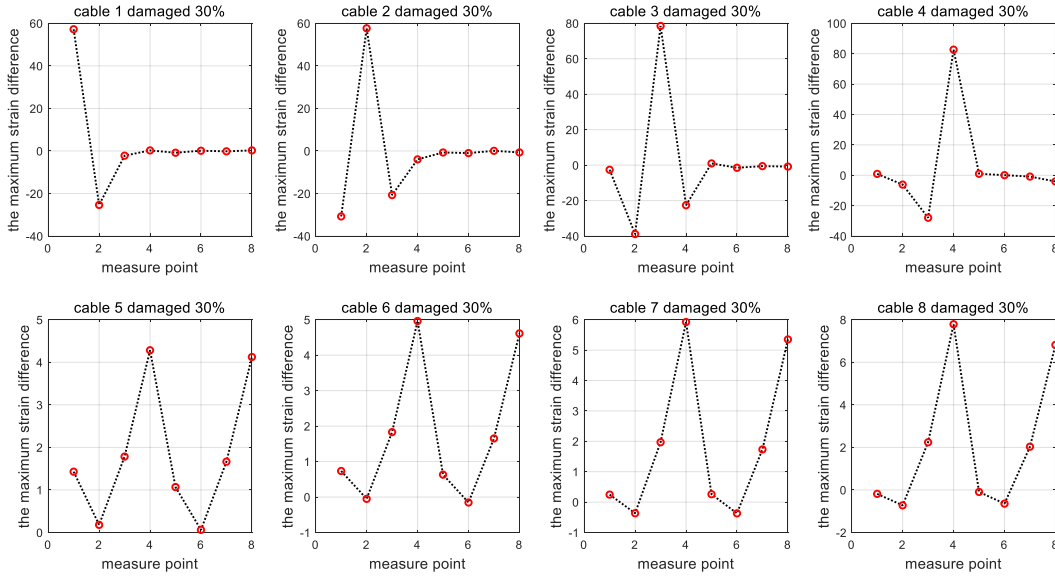 cable 1 damaged 30%
the maximum strain difference
60
40
20
0
-20
-40
0 2 4 6 8
measure point
cable 2 damaged 30%
the maximum strain difference
60
40
20
0
-20
-40
0 2 4 6 8
measure point
cable 3 damaged 30%
the maximum strain difference
80
60
40
20
0
-20
-40
0 2 4 6 8
measure point
cable 4 damaged 30%
the maximum strain difference
100
80
60
40
20
0
-20
-40
0 2 4 6 8
measure point
cable 5 damaged 30%
the maximum strain difference
5
4
3
2
1
0
0 2 4 6 8
measure point
cable 6 damaged 30%
the maximum strain difference
5
4
3
2
1
0
-1
0 2 4 6 8
measure point
cable 7 damaged 30%
the maximum strain difference
6
5
4
3
2
1
0
-1
0 2 4 6 8
measure point
cable 8 damaged 30%
the maximum strain difference
8
6
4
2
0
-2
0 2 4 6 8
measure point